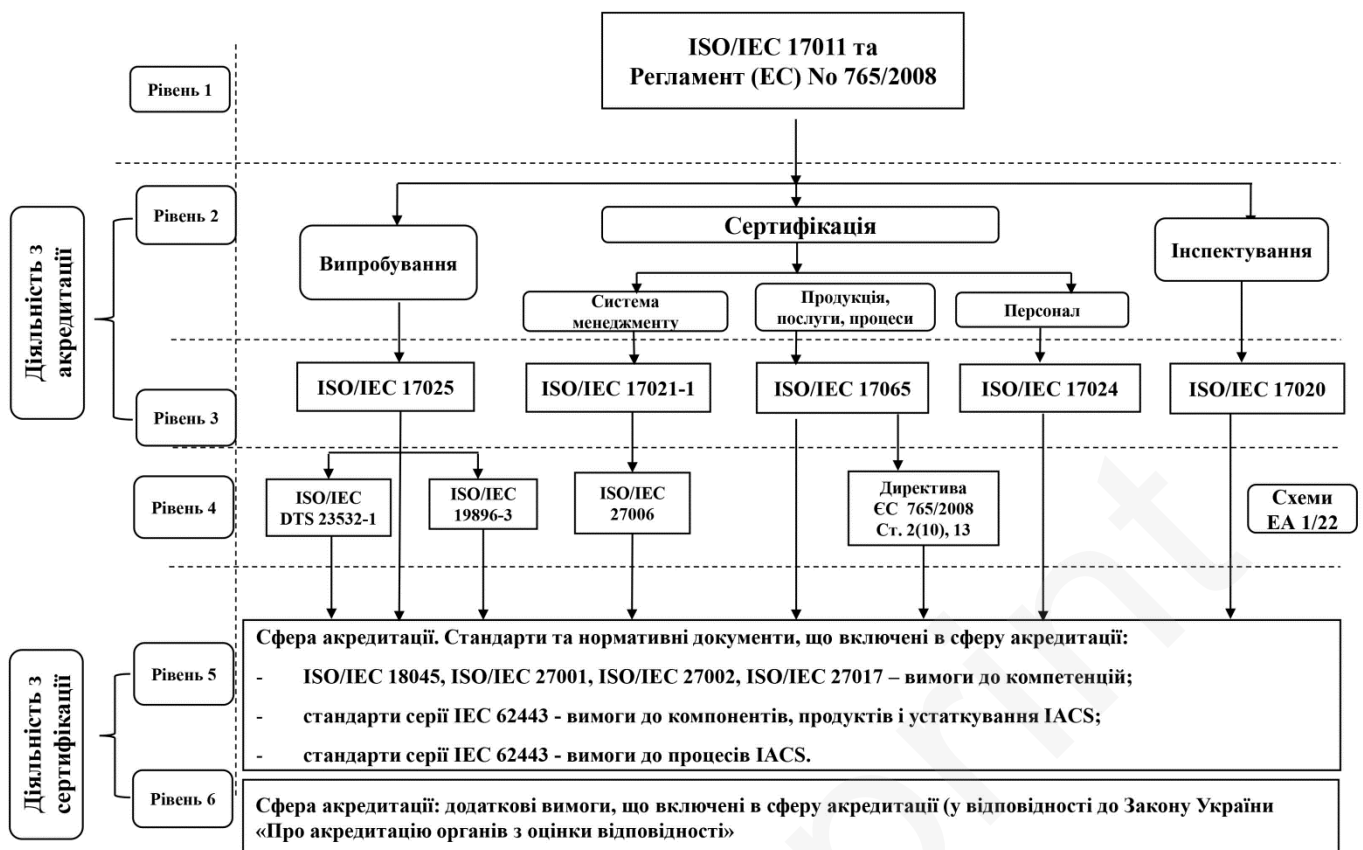 ISO/IEC 17011 та
Регламент (ЕС) No 765/2008
Рівень 1
Діяльність з
акредитації
Рівень 2
Випробування
Сертифікація
Інспектування
Система
менеджменту
Продукція,
послуги, процеси
Персонал
Рівень 3
ISO/IEC 17025
ISO/IEC 17021-1
ISO/IEC 17065
ISO/IEC 17024
ISO/IEC 17020
Рівень 4
ISO/IEC
DTS 23532-1
ISO/IEC
19896-3
ISO/IEC
27006
Директива
ЄС 765/2008
Ст. 2(10), 13
Схеми
EA 1/22
Діяльність з
сертифікації
Рівень 5
Сфера акредитації. Стандарти та нормативні документи, що включені в сферу акредитації:
- ISO/IEC 18045, ISO/IEC 27001, ISO/IEC 27002, ISO/IEC 27017 – вимоги до компетенцій;
- стандарти серії IEC 62443 - вимоги до компонентів, продуктів і устаткування IACS;
- стандарти серії IEC 62443 - вимоги до процесів IACS.
Рівень 6
Сфера акредитації: додаткові вимоги, що включені в сферу акредитації (у відповідності до Закону України
«Про акредитацію органів з оцінки відповідності»
print